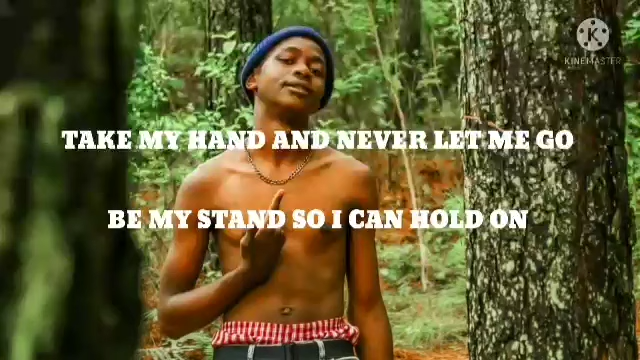 K
KINEMASTER
TAKE MY HAND AND NEVER LET ME GO
BE MY STAND SO I CAN HOLD ON